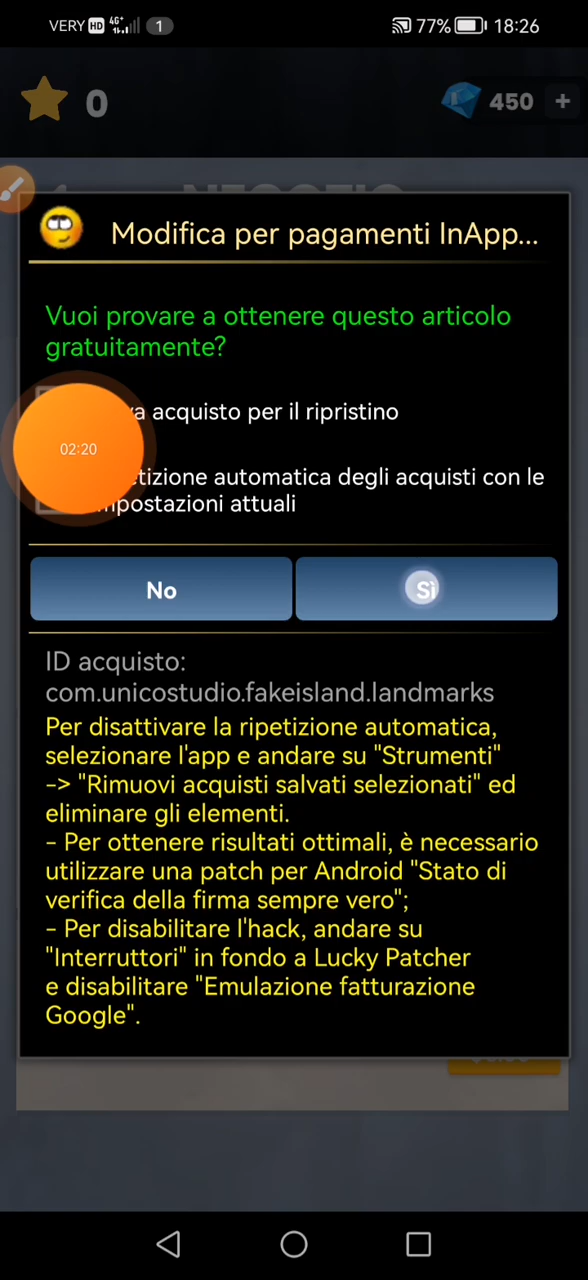 VERY HD 4G+ 1 77% 18:26
0 450 +
Modifica per pagamenti InApp...
Vuoi provare a ottenere questo articolo
gratuitamente?
acquisto per il ripristino
02:20
automatica degli acquisti con le
attuali
No Sì
ID acquisto:
com.unicostudio.fakeisland.landmarks
Per disattivare la ripetizione automatica,
selezionare l'app e andare su "Strumenti"
-> "Rimuovi acquisti salvati selezionati" ed
eliminare gli elementi.
- Per ottenere risultati ottimali, è necessario
utilizzare una patch per Android "Stato di
verifica della firma sempre vero";
- Per disabilitare l'hack, andare su
"Interruttori" in fondo a Lucky Patcher
e disabilitare "Emulazione fatturazione
Google".